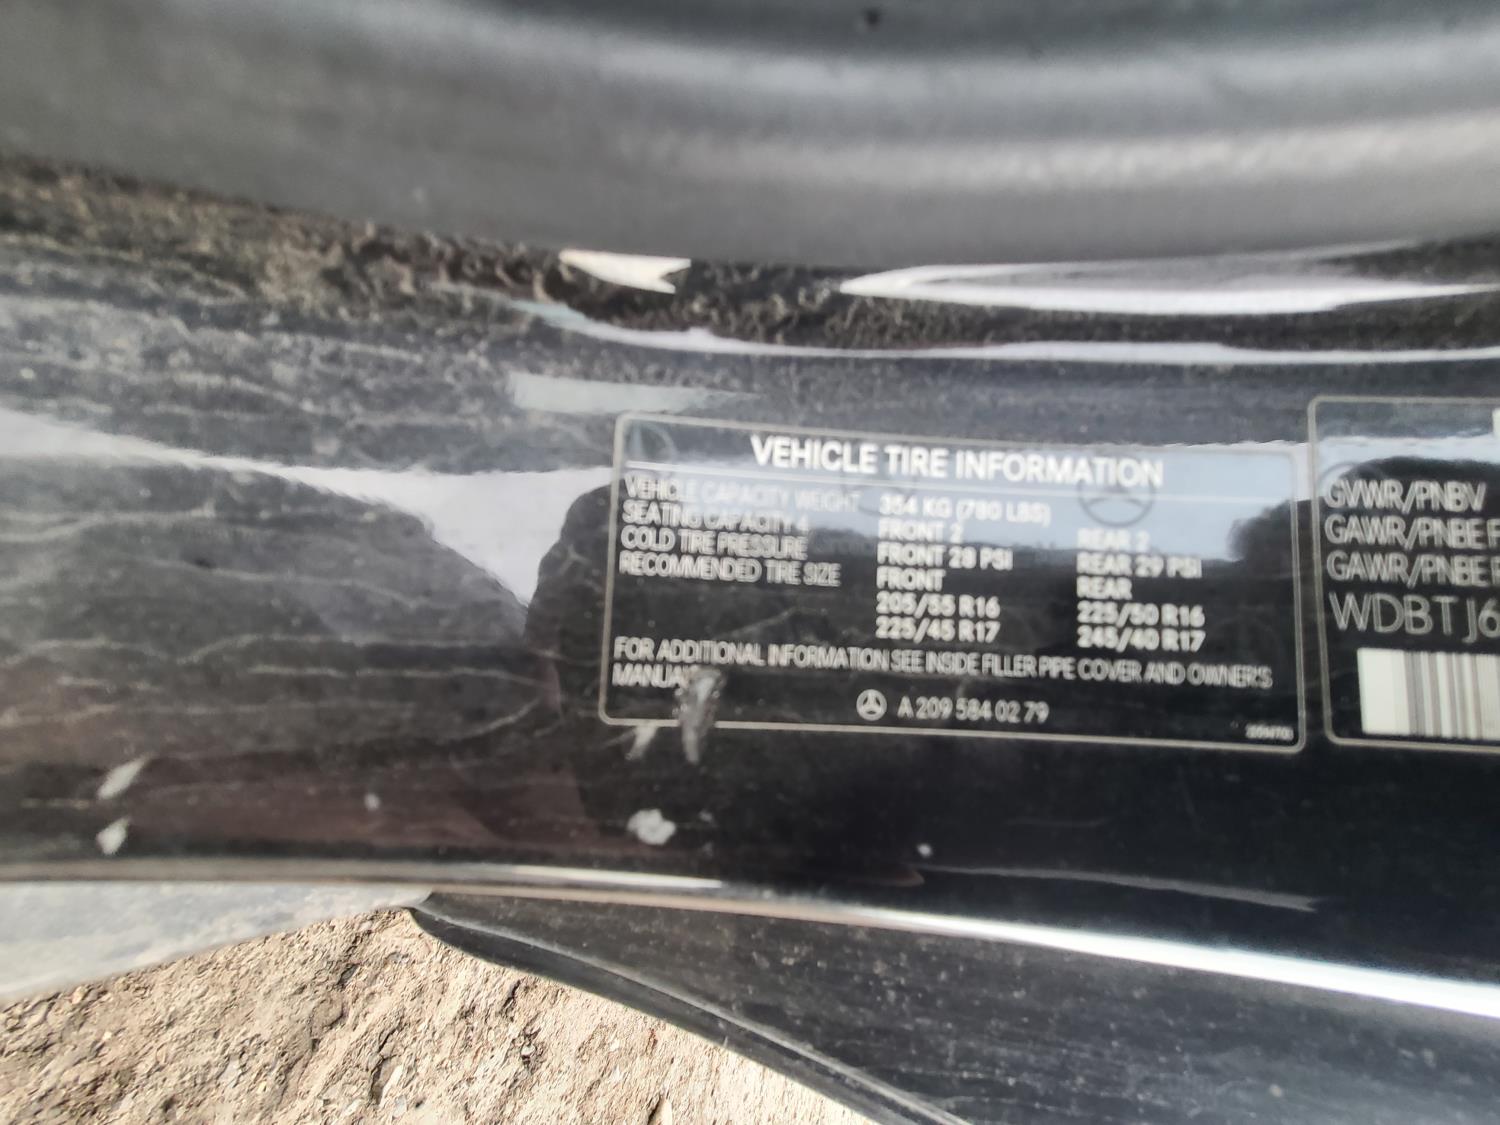 VEHICLE TIRE INFORMATION
VEHICLE CAPACITY WEIGHT 354 KG (780 LBS)
SEATING CAPACITY 4 FRONT 2 REAR 2
COLD TIRE PRESSURE FRONT 28 PSI REAR 29 PSI
RECOMMENDED TIRE SIZE FRONT REAR
205/55 R16 225/50 R16
225/45 R17 245/40 R17
FOR ADDITIONAL INFORMATION SEE INSIDE FILLER PIPE COVER AND OWNER'S
MANUAL
A 209 584 02 79
GVWR/PNBV
GAWR/PNBE F
GAWR/PNBE
WDBTJ6